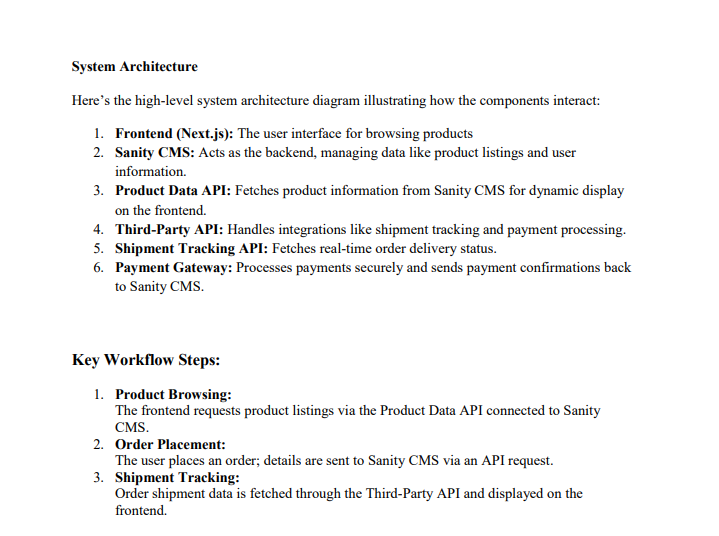 System Architecture
Here’s the high-level system architecture diagram illustrating how the components interact:
1. Frontend (Next.js): The user interface for browsing products
2. Sanity CMS: Acts as the backend, managing data like product listings and user
information.
3. Product Data API: Fetches product information from Sanity CMS for dynamic display
on the frontend.
4. Third-Party API: Handles integrations like shipment tracking and payment processing.
5. Shipment Tracking API: Fetches real-time order delivery status.
6. Payment Gateway: Processes payments securely and sends payment confirmations back
to Sanity CMS.
Key Workflow Steps:
1. Product Browsing:
The frontend requests product listings via the Product Data API connected to Sanity
CMS.
2. Order Placement:
The user places an order; details are sent to Sanity CMS via an API request.
3. Shipment Tracking:
Order shipment data is fetched through the Third-Party API and displayed on the
frontend.